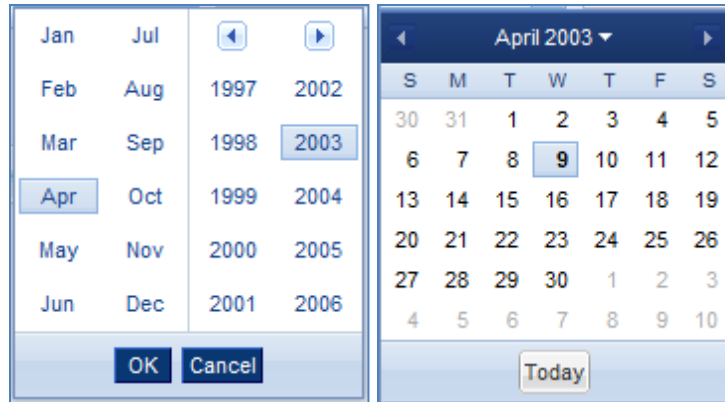 Jan Jul
Feb Aug 1997 2002
Mar Sep 1998 2003
Apr Oct 1999 2004
May Nov 2000 2005
Jun Dec 2001 2006
OK Cancel
April 2003
S M T W T F S
30 31 1 2 3 4 5
6 7 8 9 10 11 12
13 14 15 16 17 18 19
20 21 22 23 24 25 26
27 28 29 30 1 2 3
4 5 6 7 8 9 10
Today